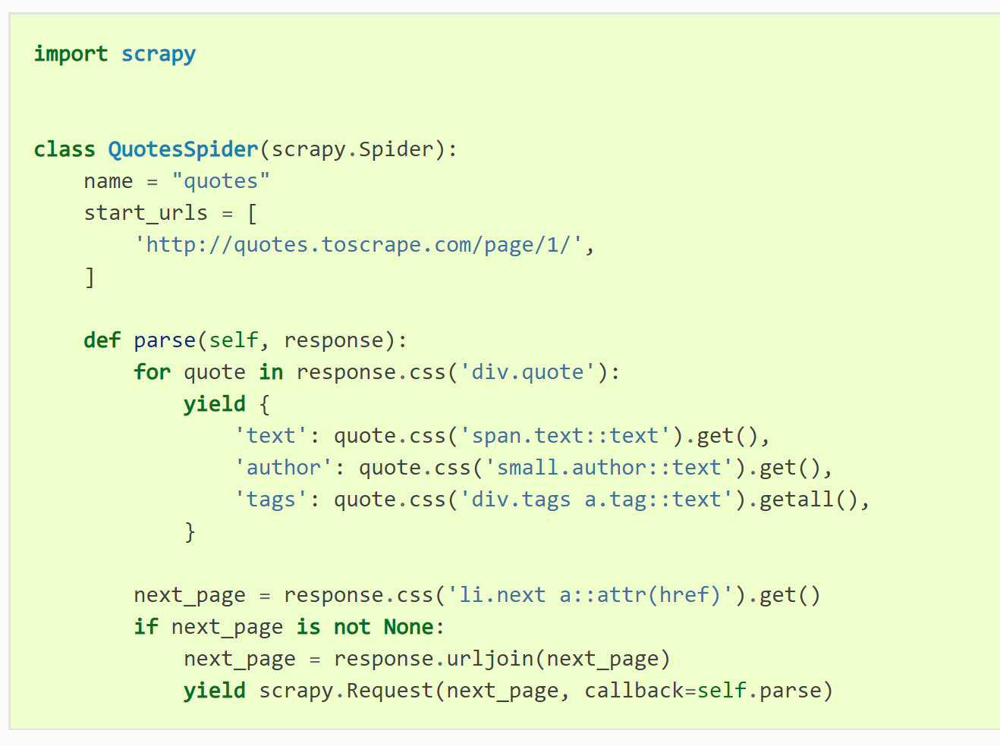 import scrapy


class QuotesSpider(scrapy.Spider):
    name = "quotes"
    start_urls = [
        'http://quotes.toscrape.com/page/1/',
    ]

    def parse(self, response):
        for quote in response.css('div.quote'):
            yield {
                'text': quote.css('span.text::text').get(),
                'author': quote.css('small.author::text').get(),
                'tags': quote.css('div.tags a.tag::text').getall(),
            }

        next_page = response.css('li.next a::attr(href)').get()
        if next_page is not None:
            next_page = response.urljoin(next_page)
            yield scrapy.Request(next_page, callback=self.parse)